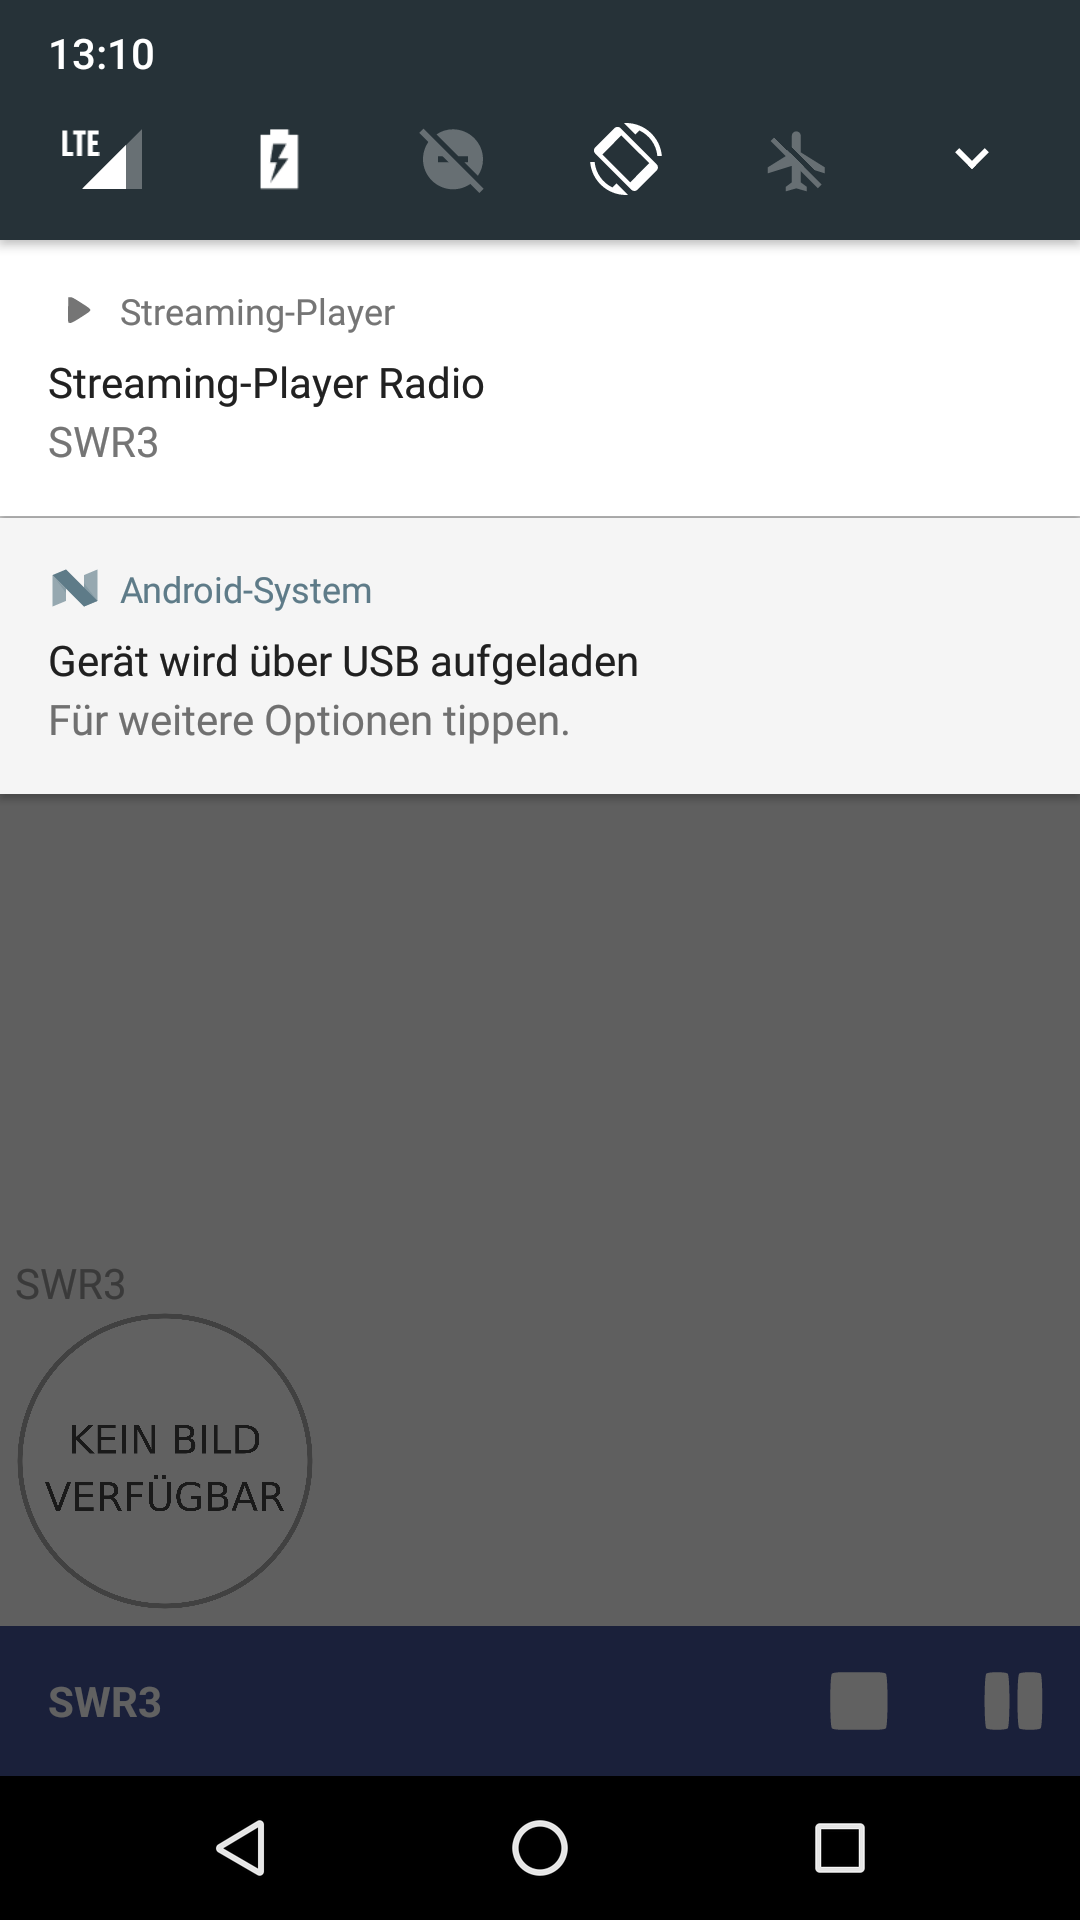 13:10
LTE
Streaming-Player
Streaming-Player Radio
SWR3
Android-System
Gerät wird über USB aufgeladen
Für weitere Optionen tippen.
SWR3
KEIN BILD
VERFÜGBAR
SWR3